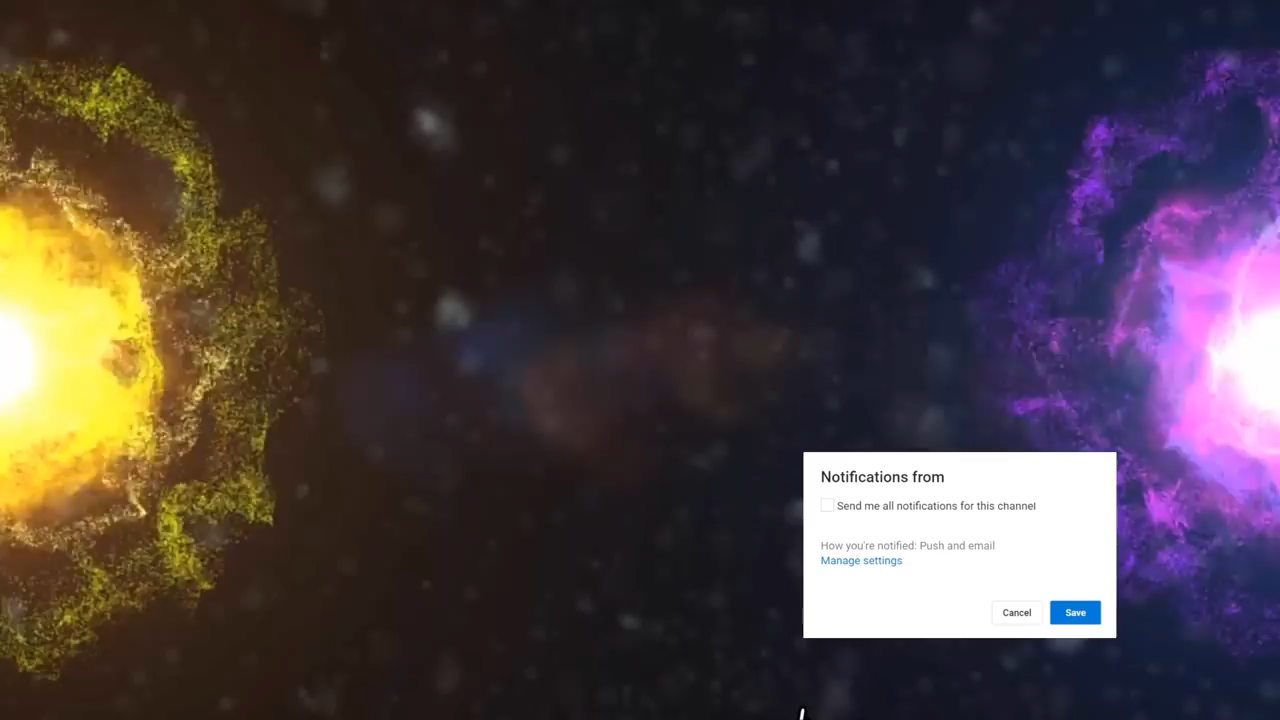 Notifications from
Send me all notifications for this channel
How you're notified: Push and email
Manage settings
Cancel
Save